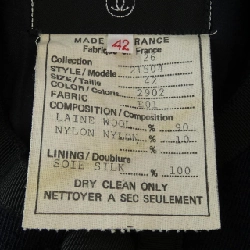 MADE IN FRANCE
Fabriqué en France
42
Collection 26
STYLE/Modèle
SIZE/Taille
COLOR/Coloris 2902
FABRIC E01
COMPOSITION/Composition
LAINE WOOL % 90
NYLON NYLON % 10
LINING/Doublure
SOIE SILK % 100
DRY CLEAN ONLY
NETTOYER A SEC SEULEMENT